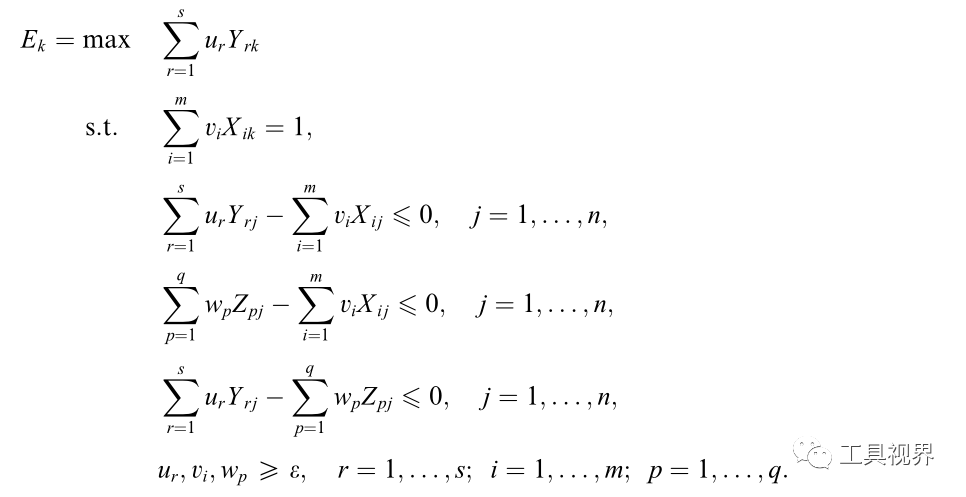 E_k = max ∑_{r=1}^{s} u_r Y_{rk}
s.t. ∑_{i=1}^{m} v_i X_{ik} = 1,
∑_{r=1}^{s} u_r Y_{rj} − ∑_{i=1}^{m} v_i X_{ij} ⩽ 0, j = 1, . . . , n,
∑_{p=1}^{q} w_p Z_{pj} − ∑_{i=1}^{m} v_i X_{ij} ⩽ 0, j = 1, . . . , n,
∑_{r=1}^{s} u_r Y_{rj} − ∑_{p=1}^{q} w_p Z_{pj} ⩽ 0, j = 1, . . . , n,
u_r, v_i, w_p ⩾ ε, r = 1, . . . , s; i = 1, . . . , m; p = 1, . . . , q.
工具视界